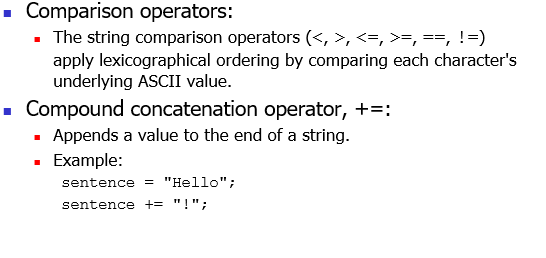 Comparison operators:
The string comparison operators (<, >, <=, >=, ==, !=)
apply lexicographical ordering by comparing each character's
underlying ASCII value.
Compound concatenation operator, +=:
Appends a value to the end of a string.
Example:
sentence = "Hello";
sentence += "!";